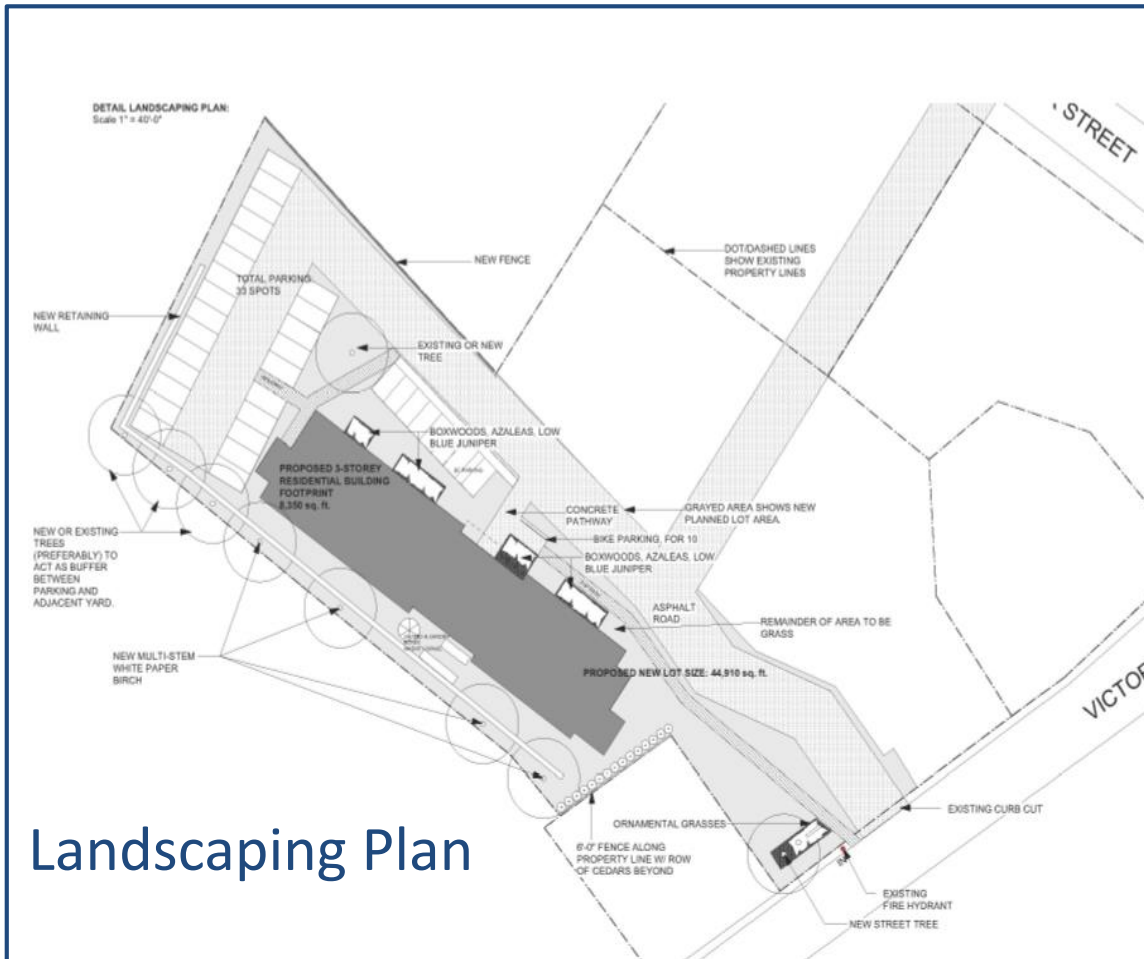 DETAIL LANDSCAPING PLAN:
Scale 1" = 40'-0"
STREET
DOT/DASHED LINES
SHOW EXISTING
PROPERTY LINES
NEW FENCE
TOTAL PARKING
33 SPOTS
NEW RETAINING
WALL
EXISTING OR NEW
TREE
BOXWOODS, AZALEAS, LOW
BLUE JUNIPER
PROPOSED 3-STOREY
RESIDENTIAL BUILDING
FOOTPRINT
8,350 sq. ft.
CONCRETE
PATHWAY
GRAYED AREA SHOWS NEW
PLANNED LOT AREA.
BIKE PARKING, FOR 10
BOXWOODS, AZALEAS, LOW
BLUE JUNIPER
NEW OR EXISTING
TREES
(PREFERABLY) TO
ACT AS BUFFER
BETWEEN
PARKING AND
ADJACENT YARD.
ASPHALT
ROAD
REMAINDER OF AREA TO BE
GRASS
NEW MULTI-STEM
WHITE PAPER
BIRCH
PROPOSED NEW LOT SIZE: 44,910 sq. ft.
VICTOR
EXISTING CURB CUT
ORNAMENTAL GRASSES
6'-0" FENCE ALONG
PROPERTY LINE W/ ROW
OF CEDARS BEYOND
EXISTING
FIRE HYDRANT
NEW STREET TREE
Landscaping Plan